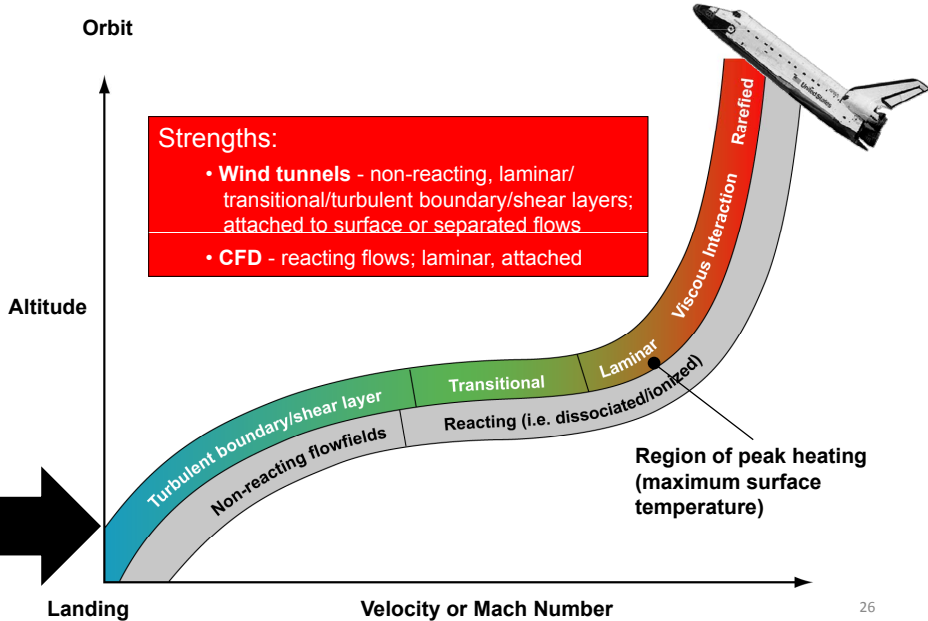 Orbit
Strengths:
• Wind tunnels - non-reacting, laminar/
transitional/turbulent boundary/shear layers;
attached to surface or separated flows
• CFD - reacting flows; laminar, attached
Altitude
Rarefied
Viscous Interaction
Laminar
Transitional
Turbulent boundary/shear layer
Non-reacting flowfields
Reacting (i.e. dissociated/ionized)
Region of peak heating
(maximum surface
temperature)
United States
Landing
Velocity or Mach Number
26